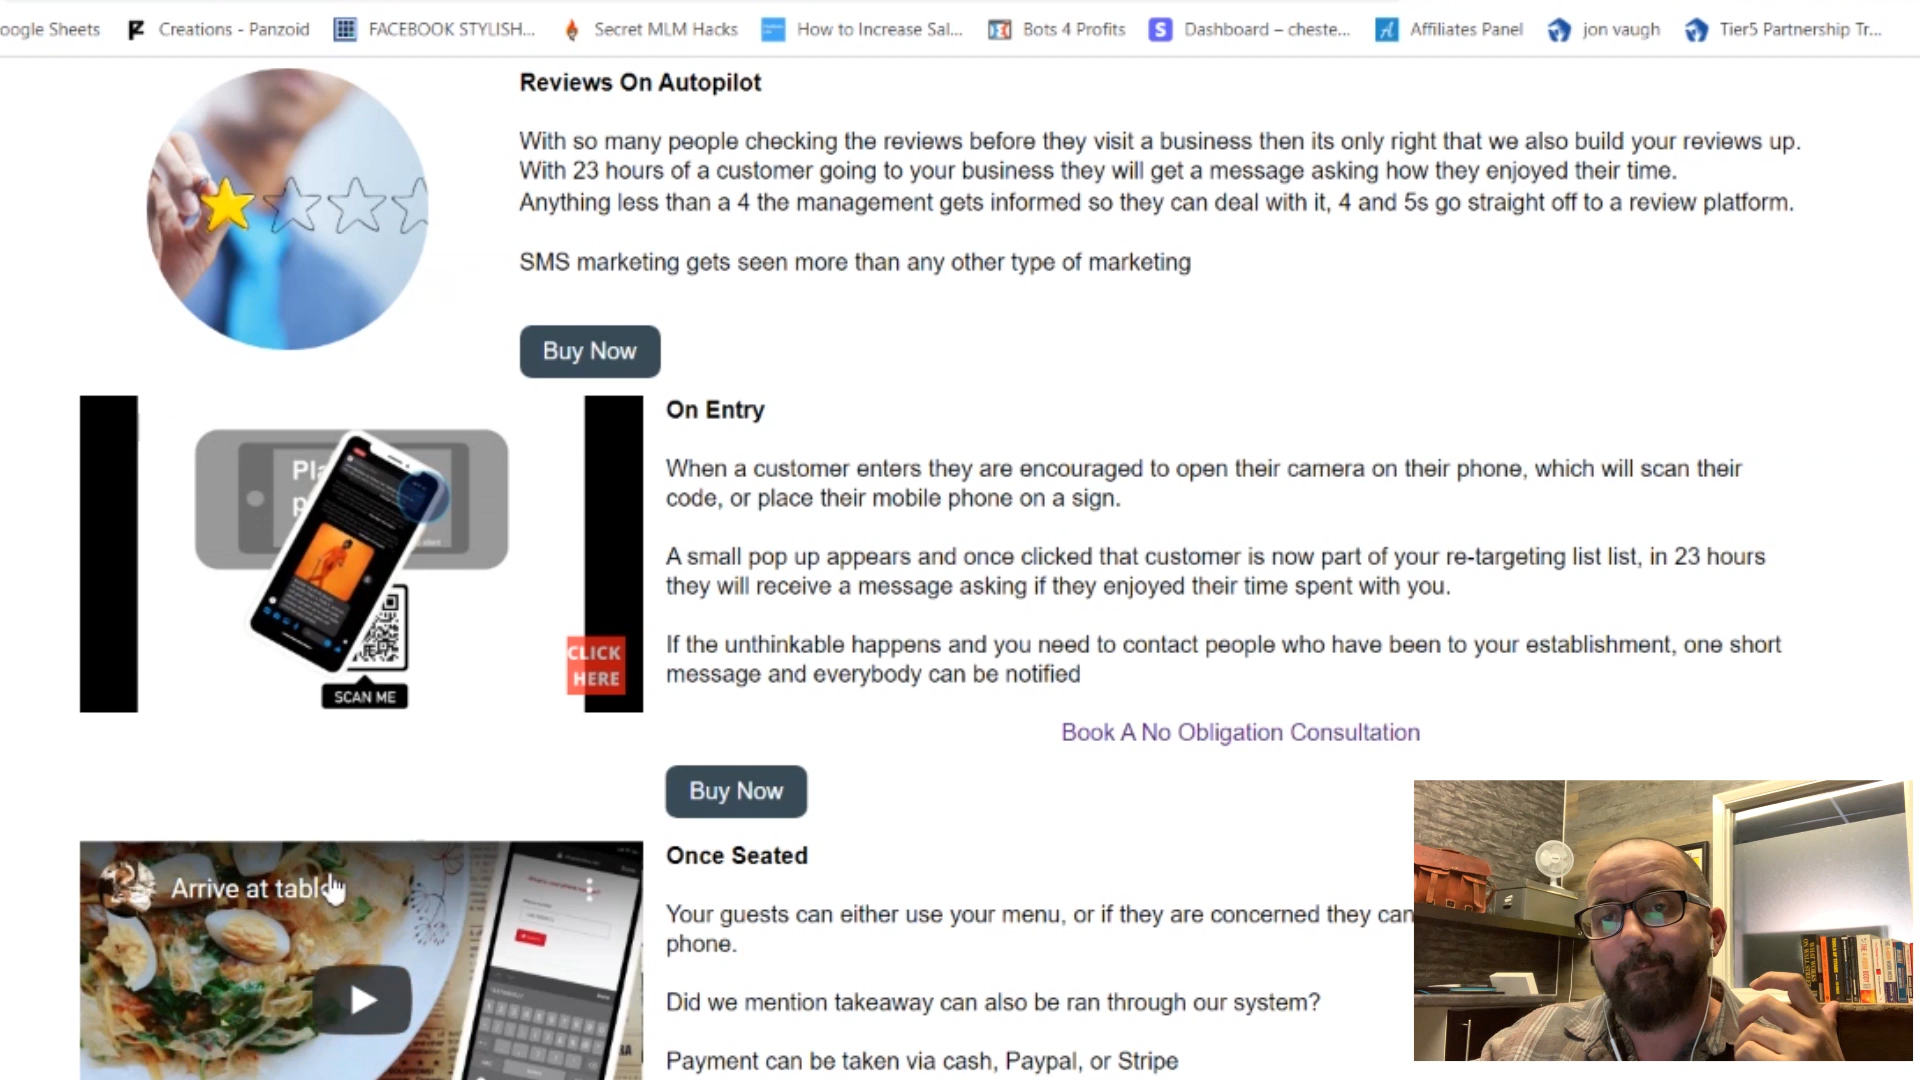 oogle Sheets
Creations - Panzoid
FACEBOOK STYLISH...
Secret MLM Hacks
How to Increase Sal...
Bots 4 Profits
Dashboard – cheste...
Affiliates Panel
jon vaugh
Tier5 Partnership Tr...
Reviews On Autopilot
With so many people checking the reviews before they visit a business then its only right that we also build your reviews up.
With 23 hours of a customer going to your business they will get a message asking how they enjoyed their time.
Anything less than a 4 the management gets informed so they can deal with it, 4 and 5s go straight off to a review platform.
SMS marketing gets seen more than any other type of marketing
Buy Now
On Entry
When a customer enters they are encouraged to open their camera on their phone, which will scan their
code, or place their mobile phone on a sign.
A small pop up appears and once clicked that customer is now part of your re-targeting list list, in 23 hours
they will receive a message asking if they enjoyed their time spent with you.
If the unthinkable happens and you need to contact people who have been to your establishment, one short
message and everybody can be notified
CLICK
HERE
SCAN ME
Book A No Obligation Consultation
Buy Now
Once Seated
Arrive at tabl
Your guests can either use your menu, or if they are concerned they can
phone.
Did we mention takeaway can also be ran through our system?
Payment can be taken via cash, Paypal, or Stripe